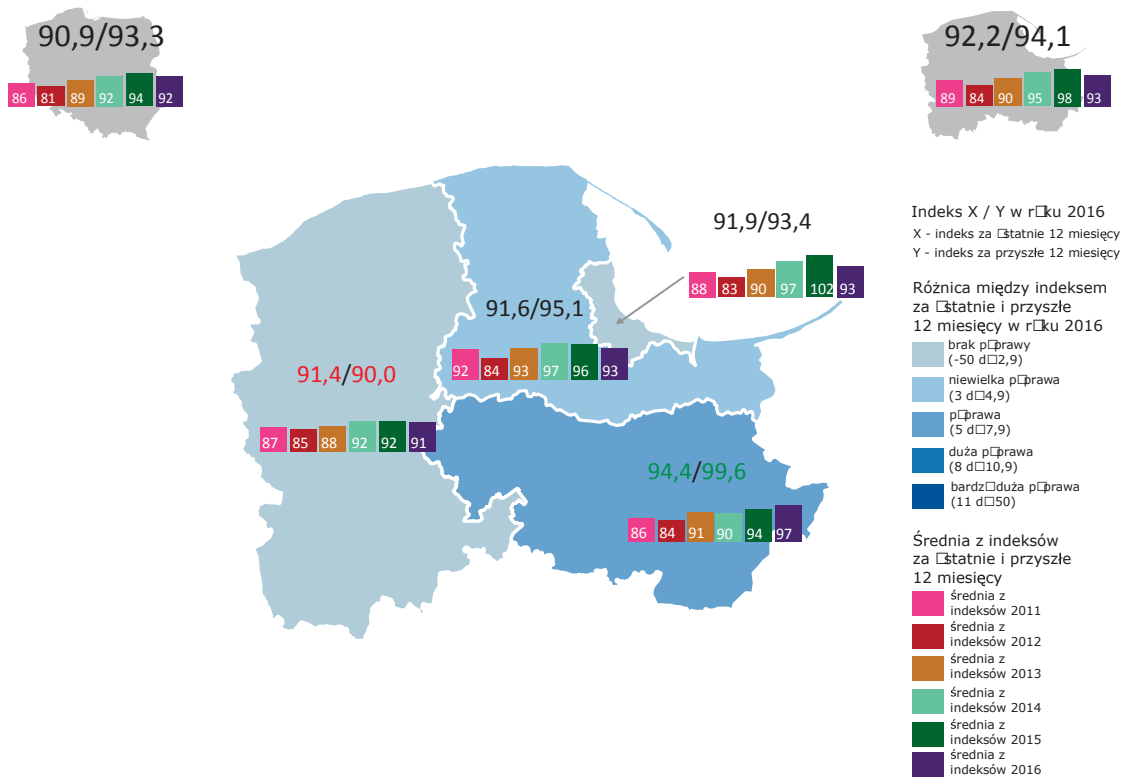 90,9/93,3
86 81 89 92 94 92
92,2/94,1
89 84 90 95 98 93
91,9/93,4
88 83 90 97 102 93
91,6/95,1
92 84 93 97 96 93
91,4/90,0
87 85 88 92 92 91
94,4/99,6
86 84 91 90 94 97
Indeks X / Y w r□ku 2016
X - indeks za □statnie 12 miesięcy
Y - indeks za przyszłe 12 miesięcy
Różnica między indeksem
za □statnie i przyszłe
12 miesięcy w r□ku 2016
brak p□prawy
(-50 d□2,9)
niewielka p□prawa
(3 d□4,9)
p□prawa
(5 d□7,9)
duża p□prawa
(8 d□10,9)
bardz□duża p□prawa
(11 d□50)
Średnia z indeksów
za □statnie i przyszłe
12 miesięcy
średnia z
indeksów 2011
średnia z
indeksów 2012
średnia z
indeksów 2013
średnia z
indeksów 2014
średnia z
indeksów 2015
średnia z
indeksów 2016